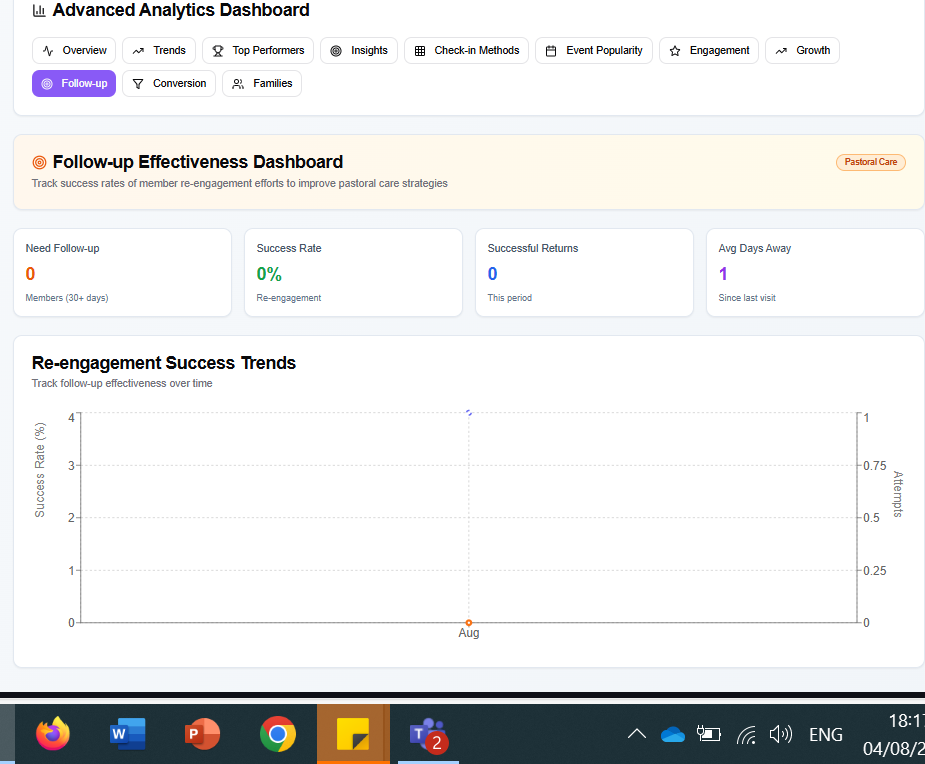 Advanced Analytics Dashboard
Overview Trends Top Performers Insights Check-in Methods Event Popularity Engagement Growth
Follow-up Conversion Families
Follow-up Effectiveness Dashboard
Pastoral Care
Track success rates of member re-engagement efforts to improve pastoral care strategies
Need Follow-up
0
Members (30+ days)
Success Rate
0%
Re-engagement
Successful Returns
0
This period
Avg Days Away
1
Since last visit
Re-engagement Success Trends
Track follow-up effectiveness over time
Success Rate (%)
4
3
2
1
0
Aug
1
0.75
0.5
0.25
0
Attempts
W
P
T
2
ENG
18:1
04/08/2